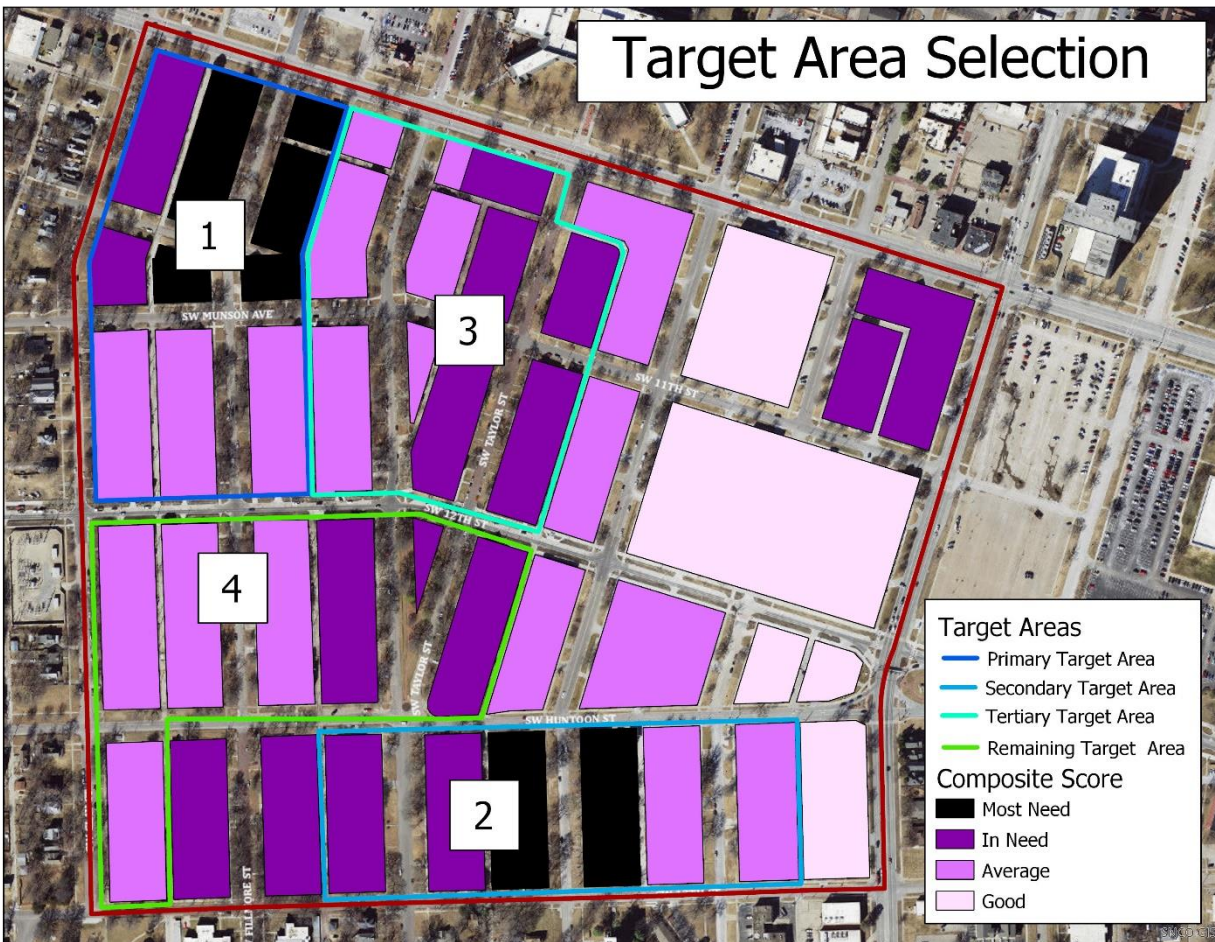 Target Area Selection
1
SW MUNSON AVE
3
SW 11TH ST
SW TAYLOR ST
SW 12TH ST
4
SW TAYLOR ST
SW HUNTOON ST
2
Target Areas
Primary Target Area
Secondary Target Area
Tertiary Target Area
Remaining Target Area
Composite Score
Most Need
In Need
Average
Good